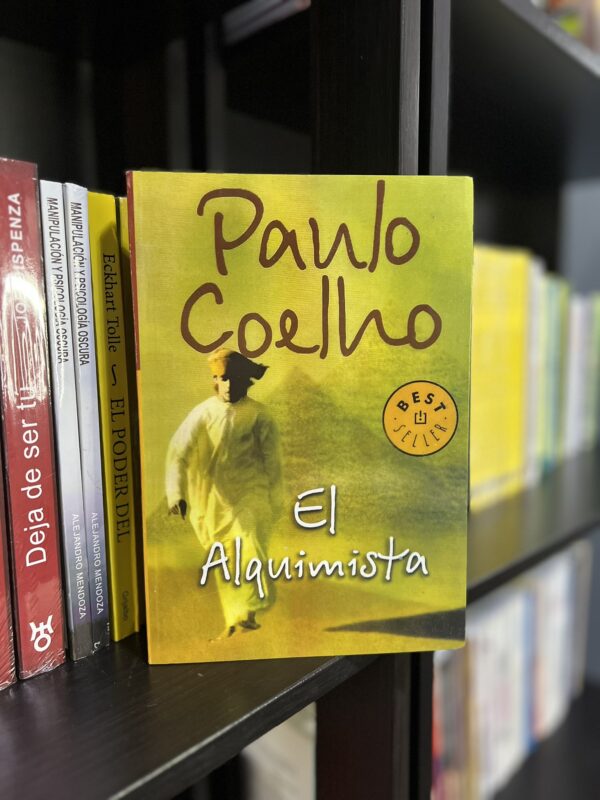 Paulo
Coelho
BEST
SELLER
El
Alquimista
Deja de ser tú
MANIPULACIÓN Y PSICOLOGÍA OSCURA
ALEJANDRO MENDOZA
MANIPULACIÓN Y PSICOLOGÍA OSCURA
ALEJANDRO MENDOZA
Eckhart Tolle
EL PODER DEL